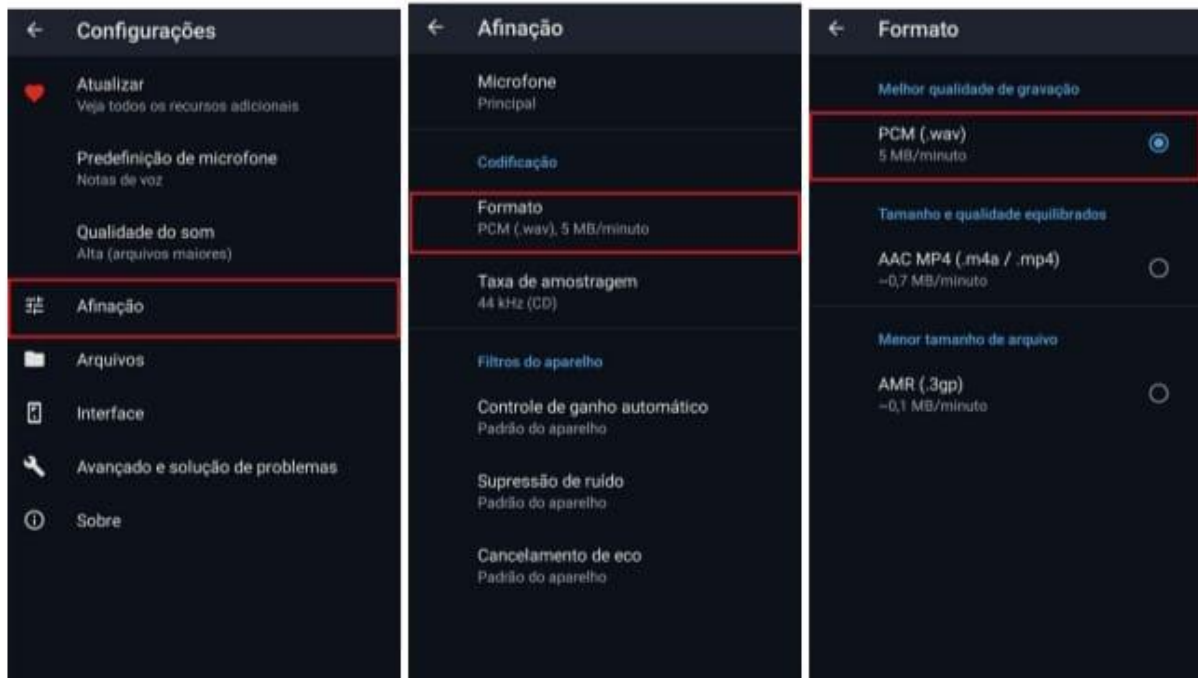 Configurações
Atualizar
Veja todos os recursos adicionais
Predefinição de microfone
Notas de voz
Qualidade do som
Alta (arquivos maiores)
Afinação
Arquivos
Interface
Avançado e solução de problemas
Sobre
Afinação
Microfone
Principal
Codificação
Formato
PCM (.wav), 5 MB/minuto
Taxa de amostragem
44 kHz (CD)
Filtros do aparelho
Controle de ganho automático
Padrão do aparelho
Supressão de ruído
Padrão do aparelho
Cancelamento de eco
Padrão do aparelho
Formato
Melhor qualidade de gravação
PCM (.wav)
5 MB/minuto
Tamanho e qualidade equilibrados
AAC MP4 (.m4a / .mp4)
~0,7 MB/minuto
Menor tamanho de arquivo
AMR (.3gp)
~0,1 MB/minuto